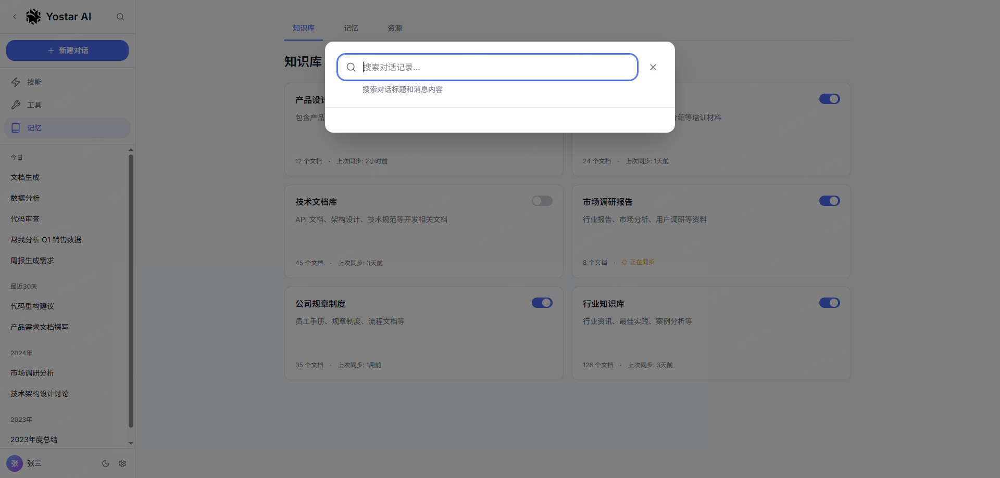 Yostar AI
新建对话
技能
工具
记忆
今日
文档生成
数据分析
代码审查
帮我分析 Q1 销售数据
周报生成需求
最近30天
代码重构建议
产品需求文档撰写
2024年
市场调研分析
技术架构设计讨论
2023年
2023年度总结
张
张三
知识库
记忆
资源
知识库
搜索对话记录...
搜索对话标题和消息内容
产品设
包含产品
12 个文档 · 上次同步: 2小时前
绍等培训材料
24 个文档 · 上次同步: 1天前
技术文档库
API 文档、架构设计、技术规范等开发相关文档
45 个文档 · 上次同步: 3天前
市场调研报告
行业报告、市场分析、用户调研等资料
8 个文档 · 正在同步
公司规章制度
员工手册、规章制度、流程文档等
35 个文档 · 上次同步: 1周前
行业知识库
行业资讯、最佳实践、案例分析等
128 个文档 · 上次同步: 3天前